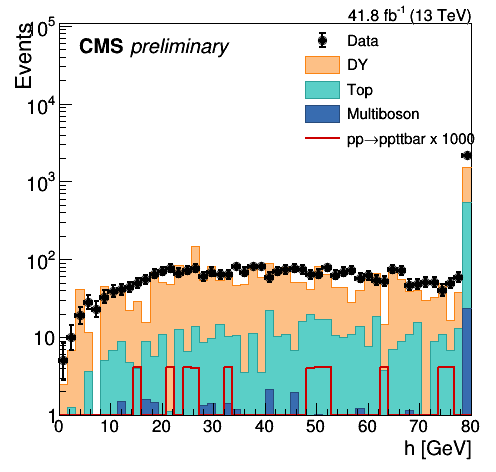 41.8 fb⁻¹ (13 TeV)
CMS preliminary
Data
DY
Top
Multiboson
pp→ppttbar x 1000
Events
10⁵
10⁴
10³
10²
10
1
0 10 20 30 40 50 60 70 80
h [GeV]